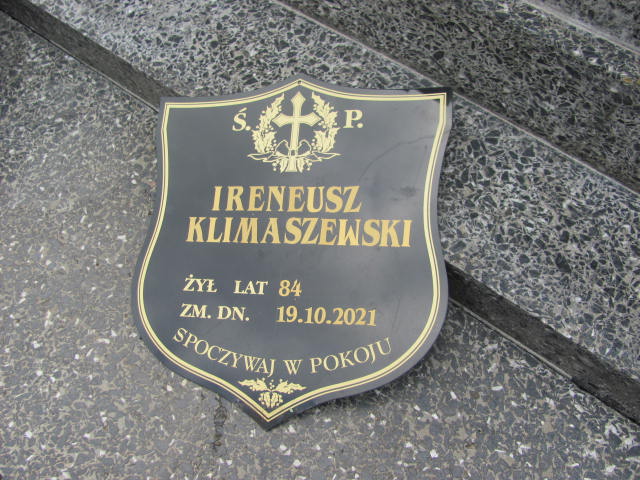 Ś. P.
IRENEUSZ
KLIMASZEWSKI
ŻYŁ LAT 84
ZM. DN. 19.10.2021
SPOCZYWAJ W POKOJU